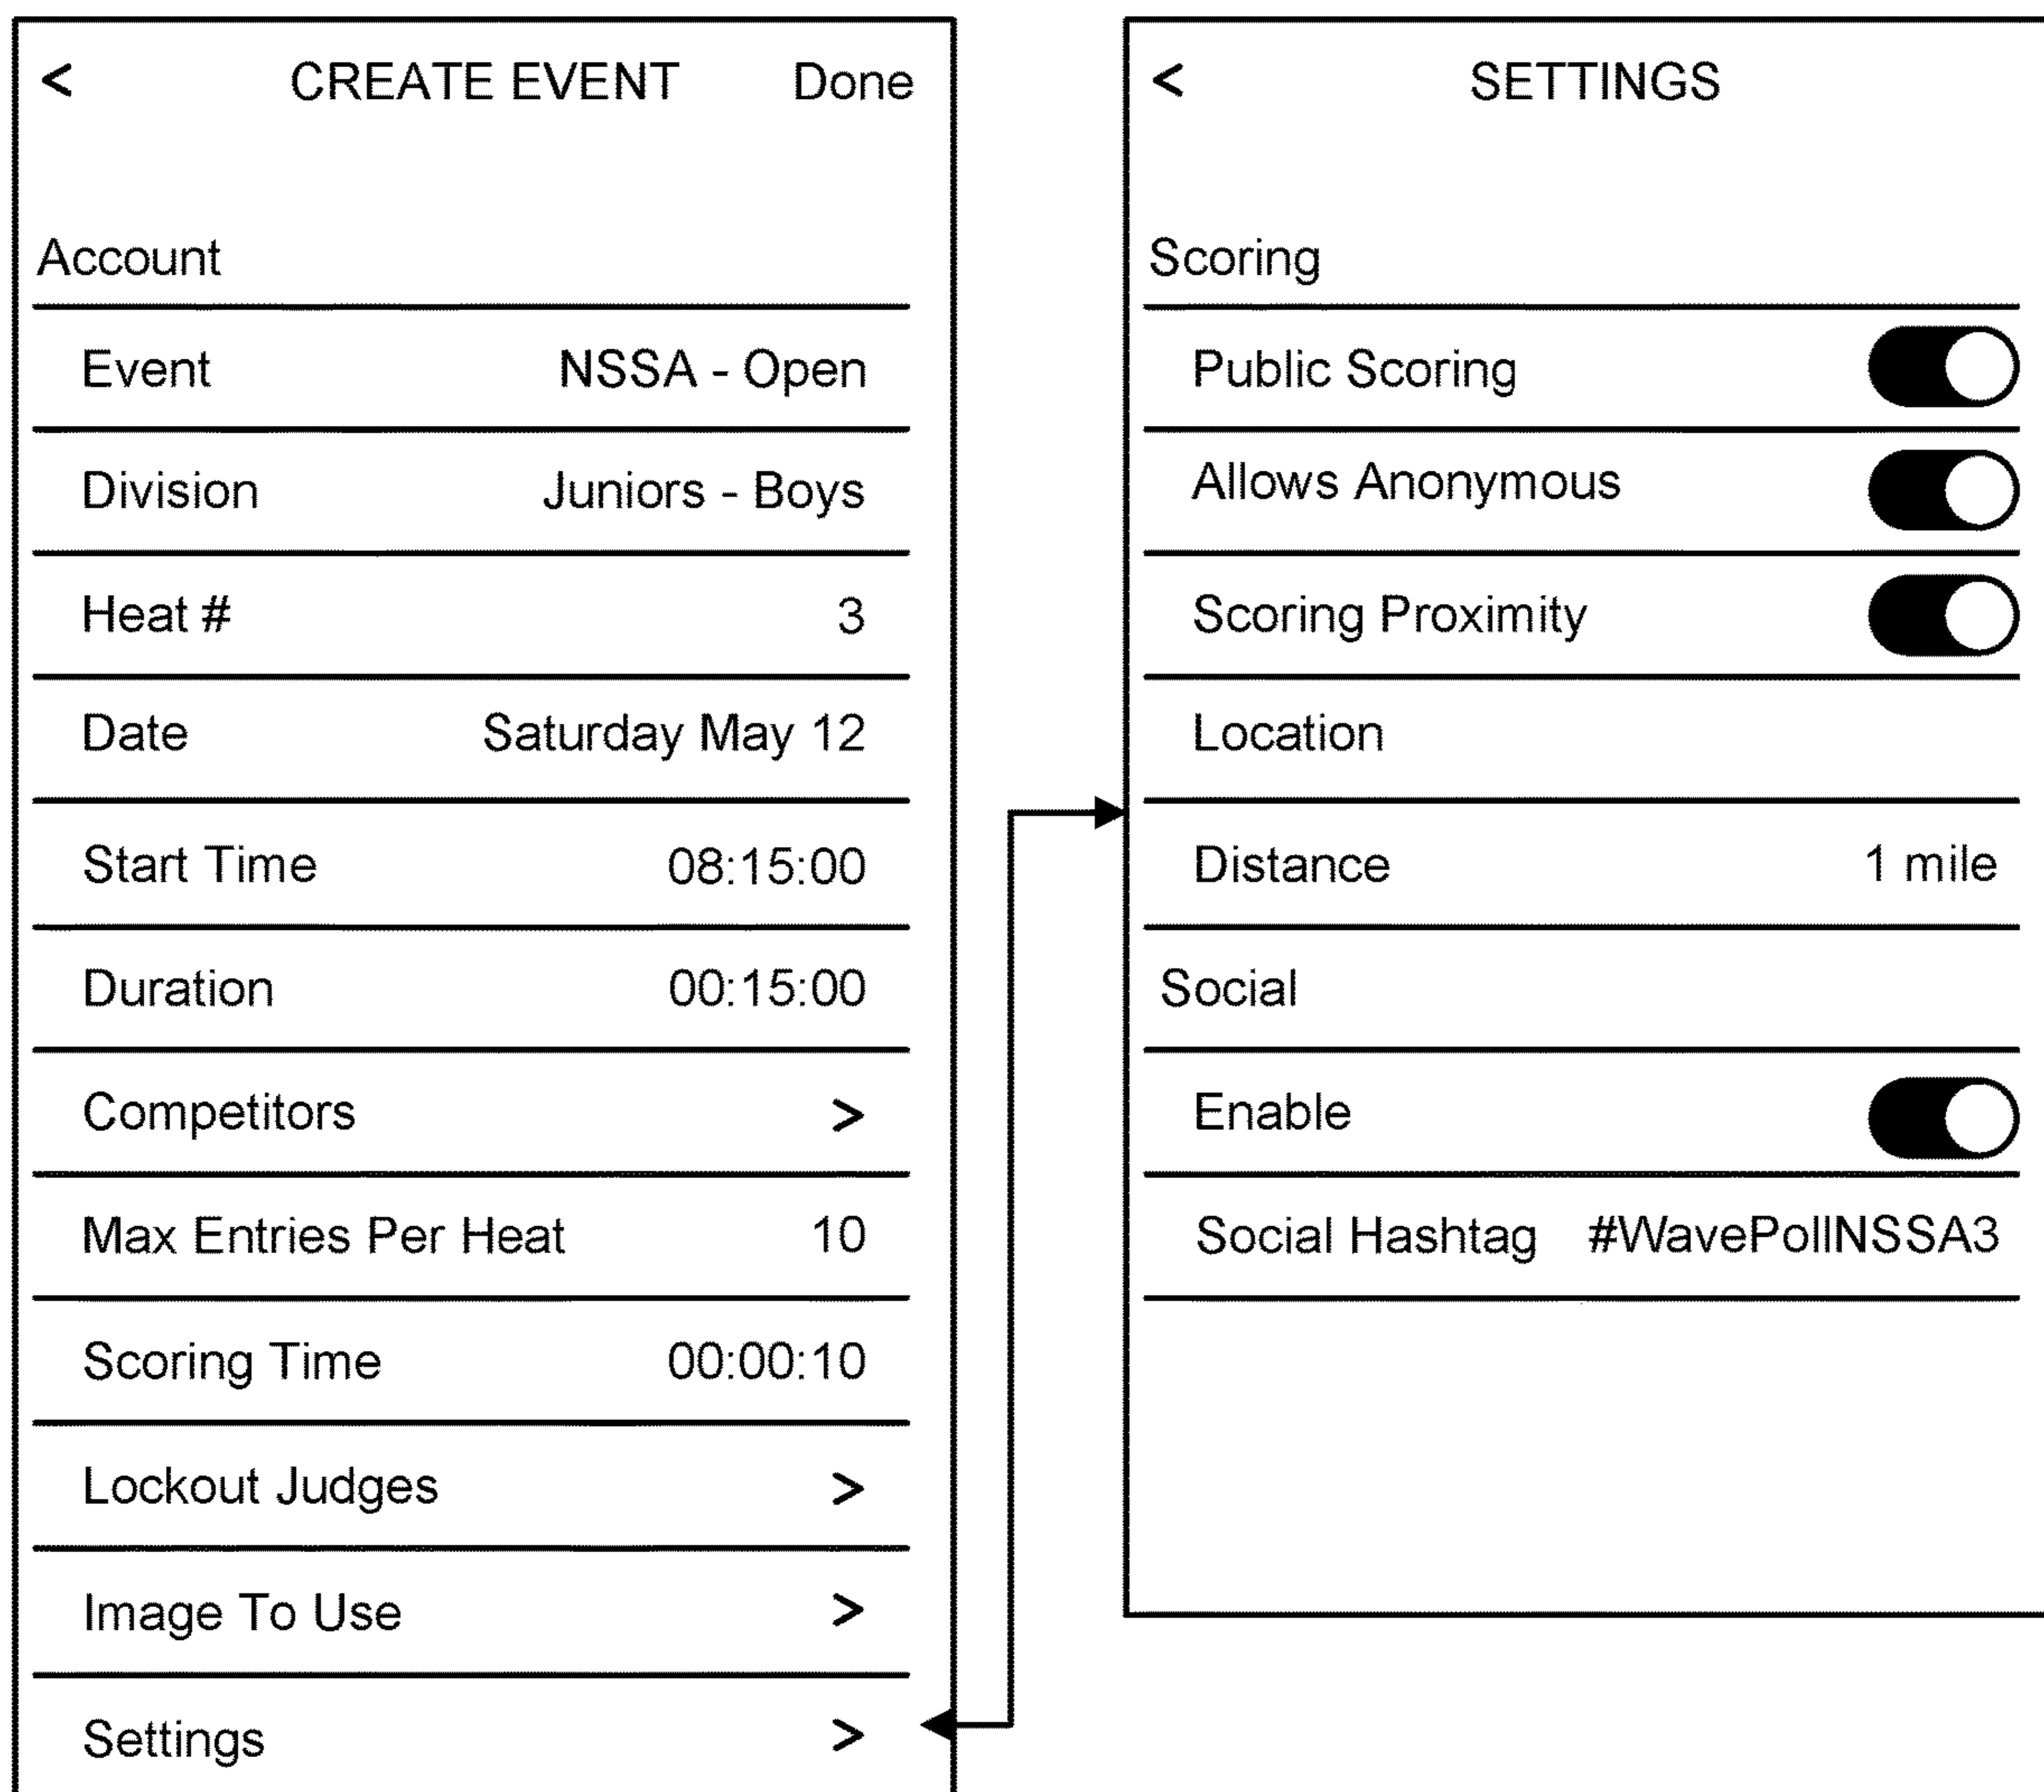 < CREATE EVENT Done
Account
Event NSSA - Open
Division Juniors - Boys
Heat # 3
Date Saturday May 12
Start Time 08:15:00
Duration 00:15:00
Competitors >
Max Entries Per Heat 10
Scoring Time 00:00:10
Lockout Judges >
Image To Use >
Settings >
< SETTINGS
Scoring
Public Scoring
Allows Anonymous
Scoring Proximity
Location
Distance 1 mile
Social
Enable
Social Hashtag #WavePollNSSA3